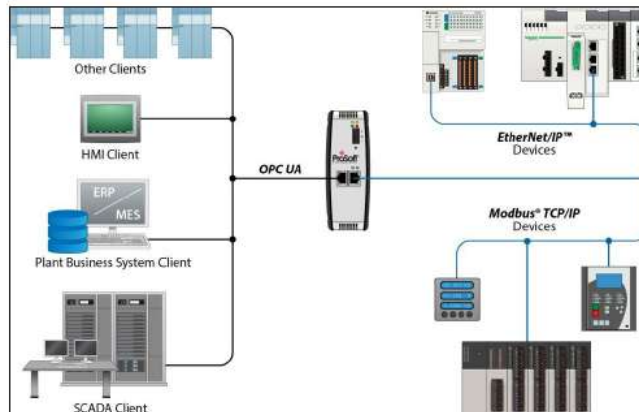 Other Clients
HMI Client
ERP
MES
Plant Business System Client
SCADA Client
OPC UA
ProSoft
EtherNet/IP™
Devices
Modbus® TCP/IP
Devices